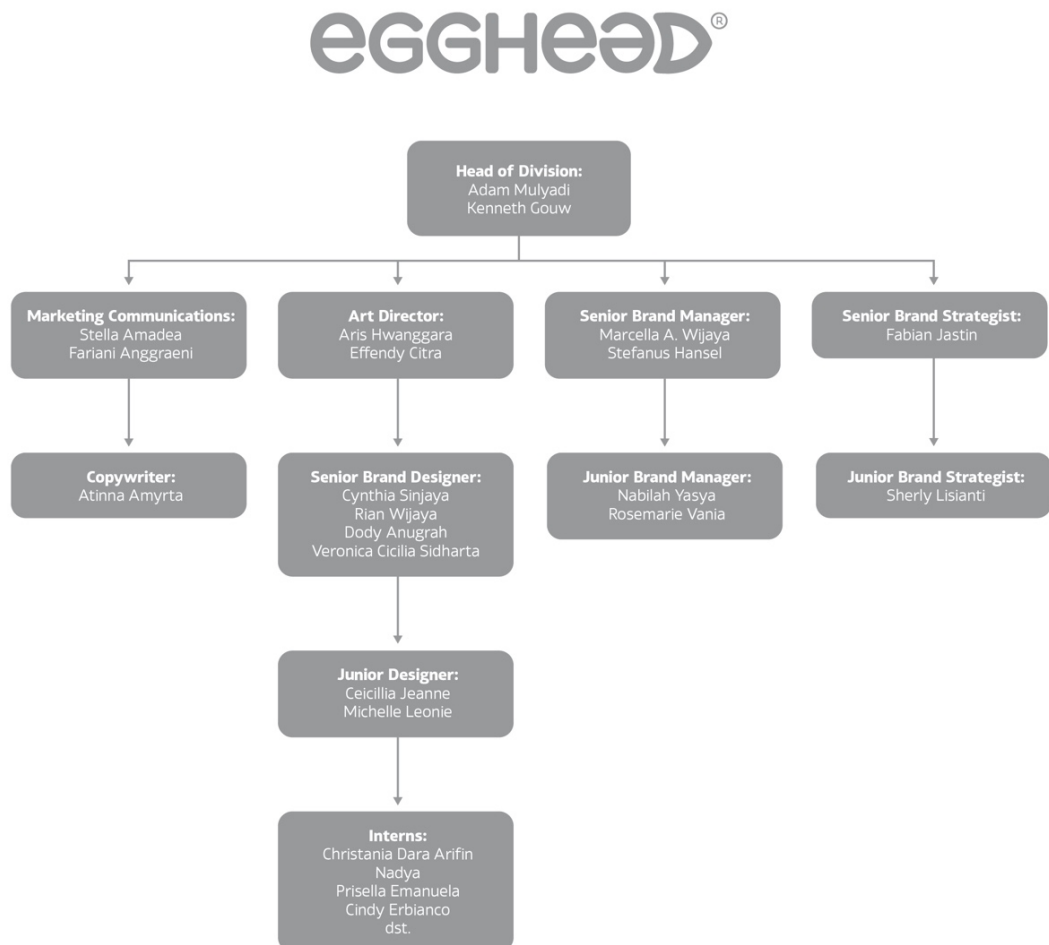 eGGHeaD®
Head of Division:
Adam Mulyadi
Kenneth Gouw
Marketing Communications:
Stella Amadea
Fariani Anggraeni
Art Director:
Aris Hwanggara
Effendy Citra
Senior Brand Manager:
Marcella A. Wijaya
Stefanus Hansel
Senior Brand Strategist:
Fabian Jastin
Copywriter:
Atinna Amyrta
Senior Brand Designer:
Cynthia Sinjaya
Rian Wijaya
Dody Anugrah
Veronica Cicilia Sidharta
Junior Brand Manager:
Nabilah Yasya
Rosemarie Vania
Junior Brand Strategist:
Sherly Lisianti
Junior Designer:
Ceicillia Jeanne
Michelle Leonie
Interns:
Christania Dara Arifin
Nadya
Prisella Emanuela
Cindy Erbianco
dst.